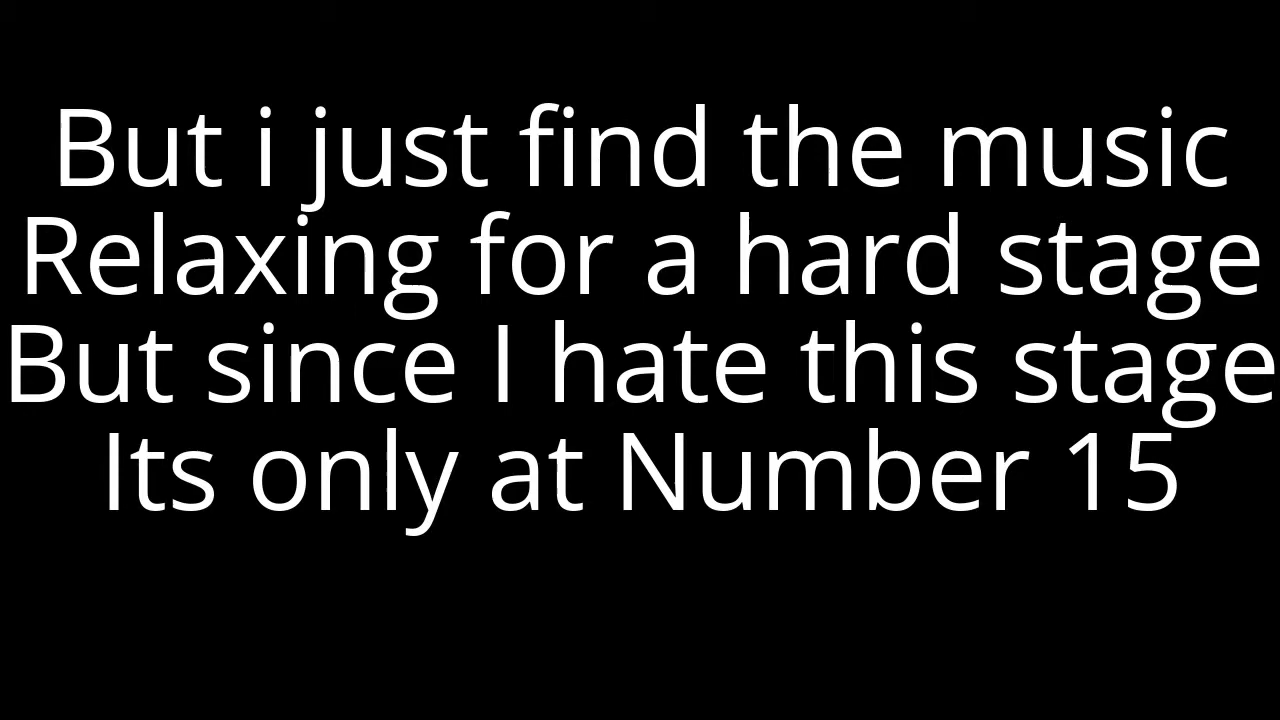 But i just find the music
Relaxing for a hard stage
But since I hate this stage
Its only at Number 15